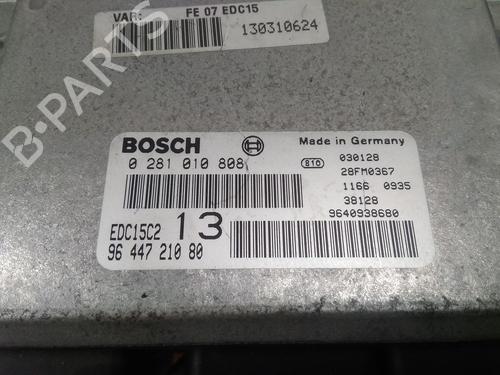 VAR: FE 07 EDC15
130310624
BOSCH
Made in Germany
0 281 010 808
810 030128
28FM0367
1166 0935
38128
9640938680
EDC15C2 13
96 447 210 80
B-PARTS